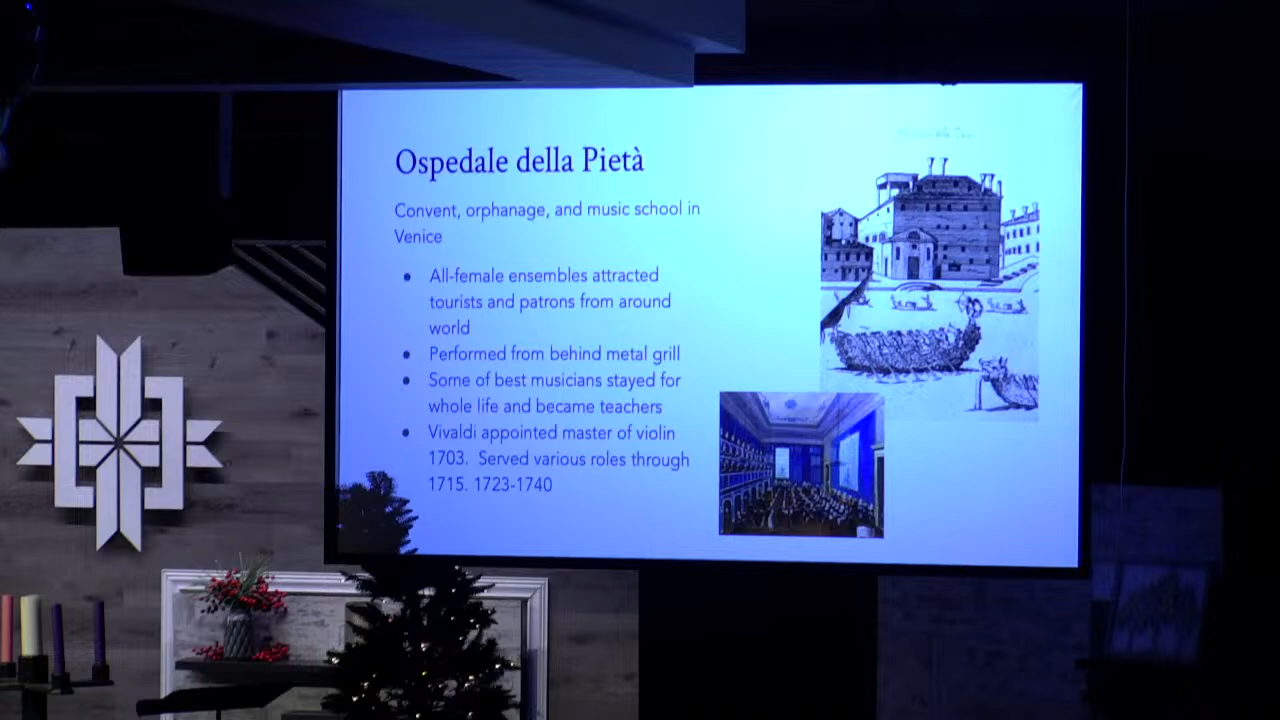 Ospedale della Pietà
Convent, orphanage, and music school in
Venice
• All-female ensembles attracted
tourists and patrons from around
world
• Performed from behind metal grill
• Some of best musicians stayed for
whole life and became teachers
• Vivaldi appointed master of violin
1703. Served various roles through
1715. 1723-1740